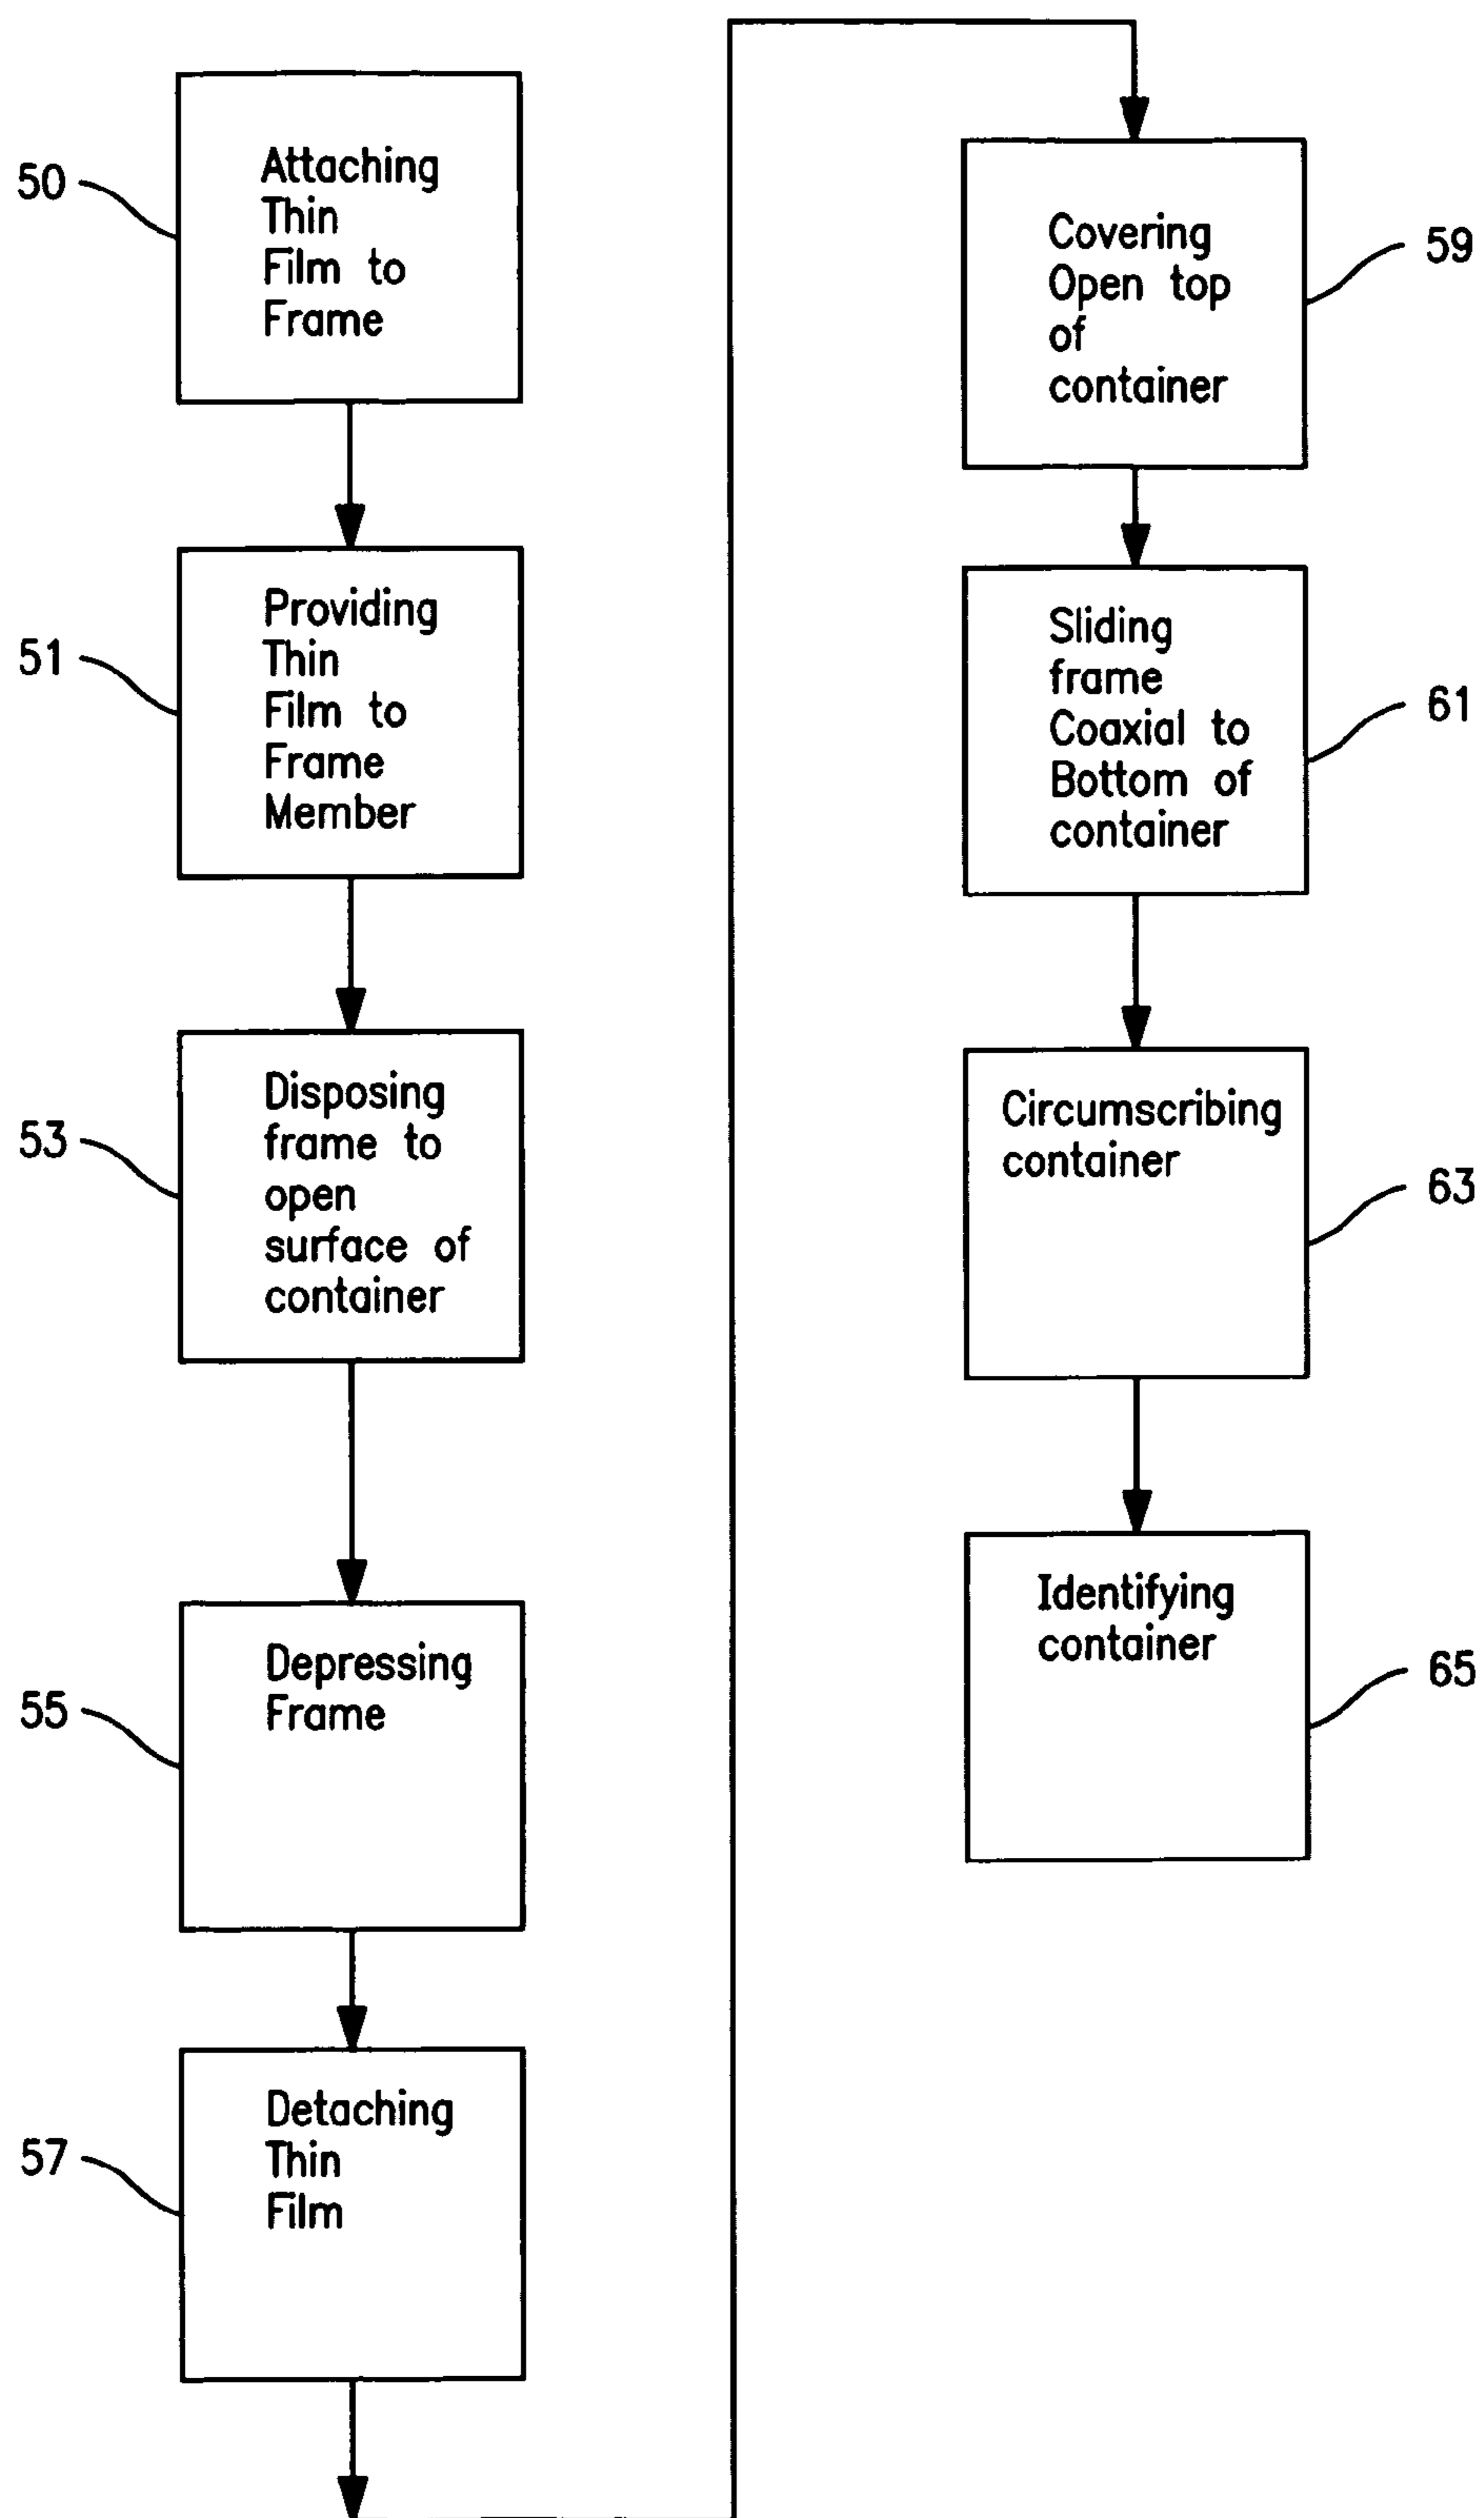 50
Attaching
Thin
Film to
Frame
51
Providing
Thin
Film to
Frame
Member
53
Disposing
frame to
open
surface of
container
55
Depressing
Frame
57
Detaching
Thin
Film
Covering
Open top
of
container
59
Sliding
frame
Coaxial to
Bottom of
container
61
Circumscribing
container
63
Identifying
container
65